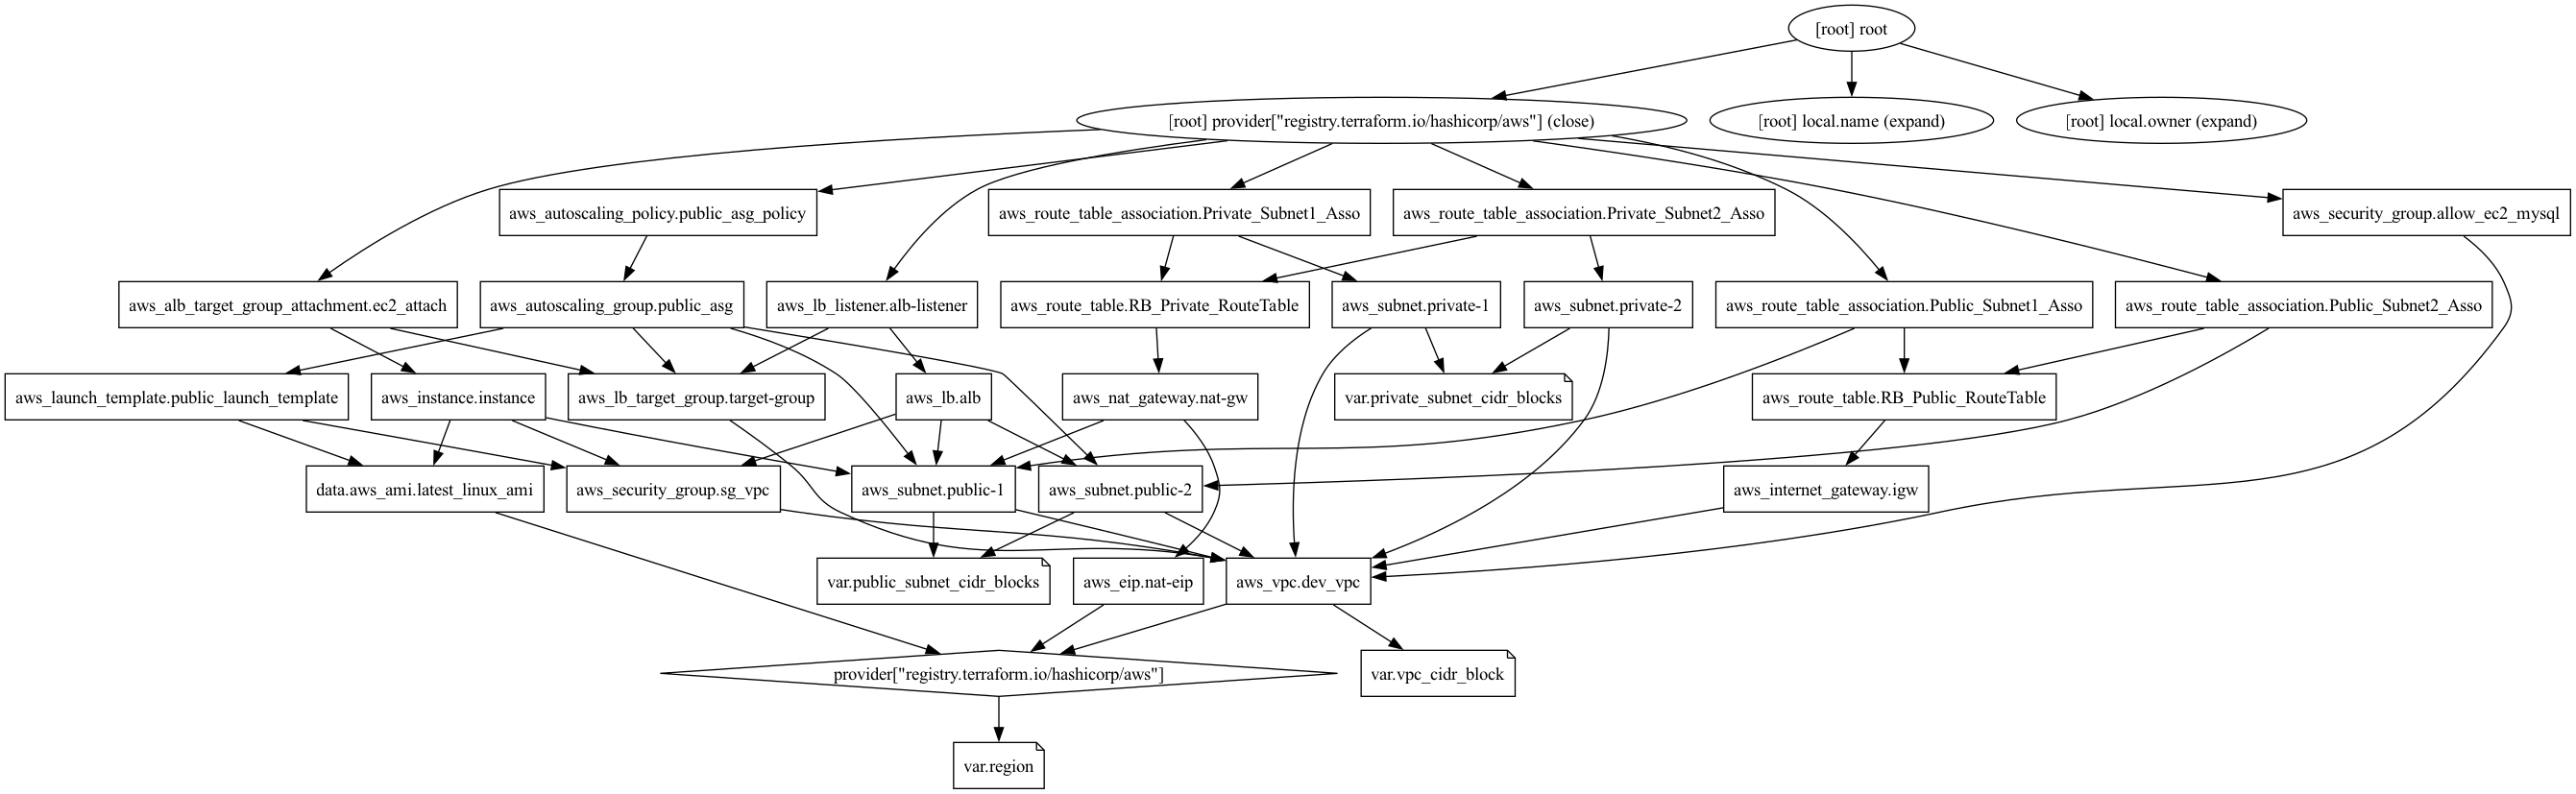 [root] root
[root] provider["registry.terraform.io/hashicorp/aws"] (close)
[root] local.name (expand)
[root] local.owner (expand)
aws_autoscaling_policy.public_asg_policy
aws_route_table_association.Private_Subnet1_Asso
aws_route_table_association.Private_Subnet2_Asso
aws_security_group.allow_ec2_mysql
aws_alb_target_group_attachment.ec2_attach
aws_autoscaling_group.public_asg
aws_lb_listener.alb-listener
aws_route_table.RB_Private_RouteTable
aws_subnet.private-1
aws_subnet.private-2
aws_route_table_association.Public_Subnet1_Asso
aws_route_table_association.Public_Subnet2_Asso
aws_launch_template.public_launch_template
aws_instance.instance
aws_lb_target_group.target-group
aws_lb.alb
aws_nat_gateway.nat-gw
var.private_subnet_cidr_blocks
aws_route_table.RB_Public_RouteTable
data.aws_ami.latest_linux_ami
aws_security_group.sg_vpc
aws_subnet.public-1
aws_subnet.public-2
aws_internet_gateway.igw
var.public_subnet_cidr_blocks
aws_eip.nat-eip
aws_vpc.dev_vpc
provider["registry.terraform.io/hashicorp/aws"]
var.vpc_cidr_block
var.region